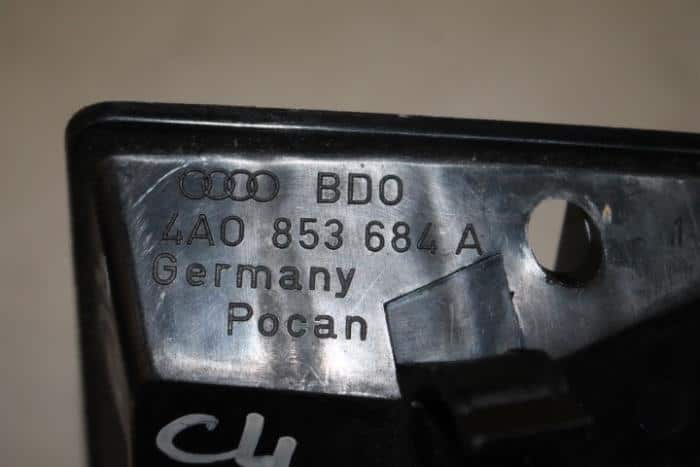 BDO
4A0 853 684 A
Germany
Pocan
C4